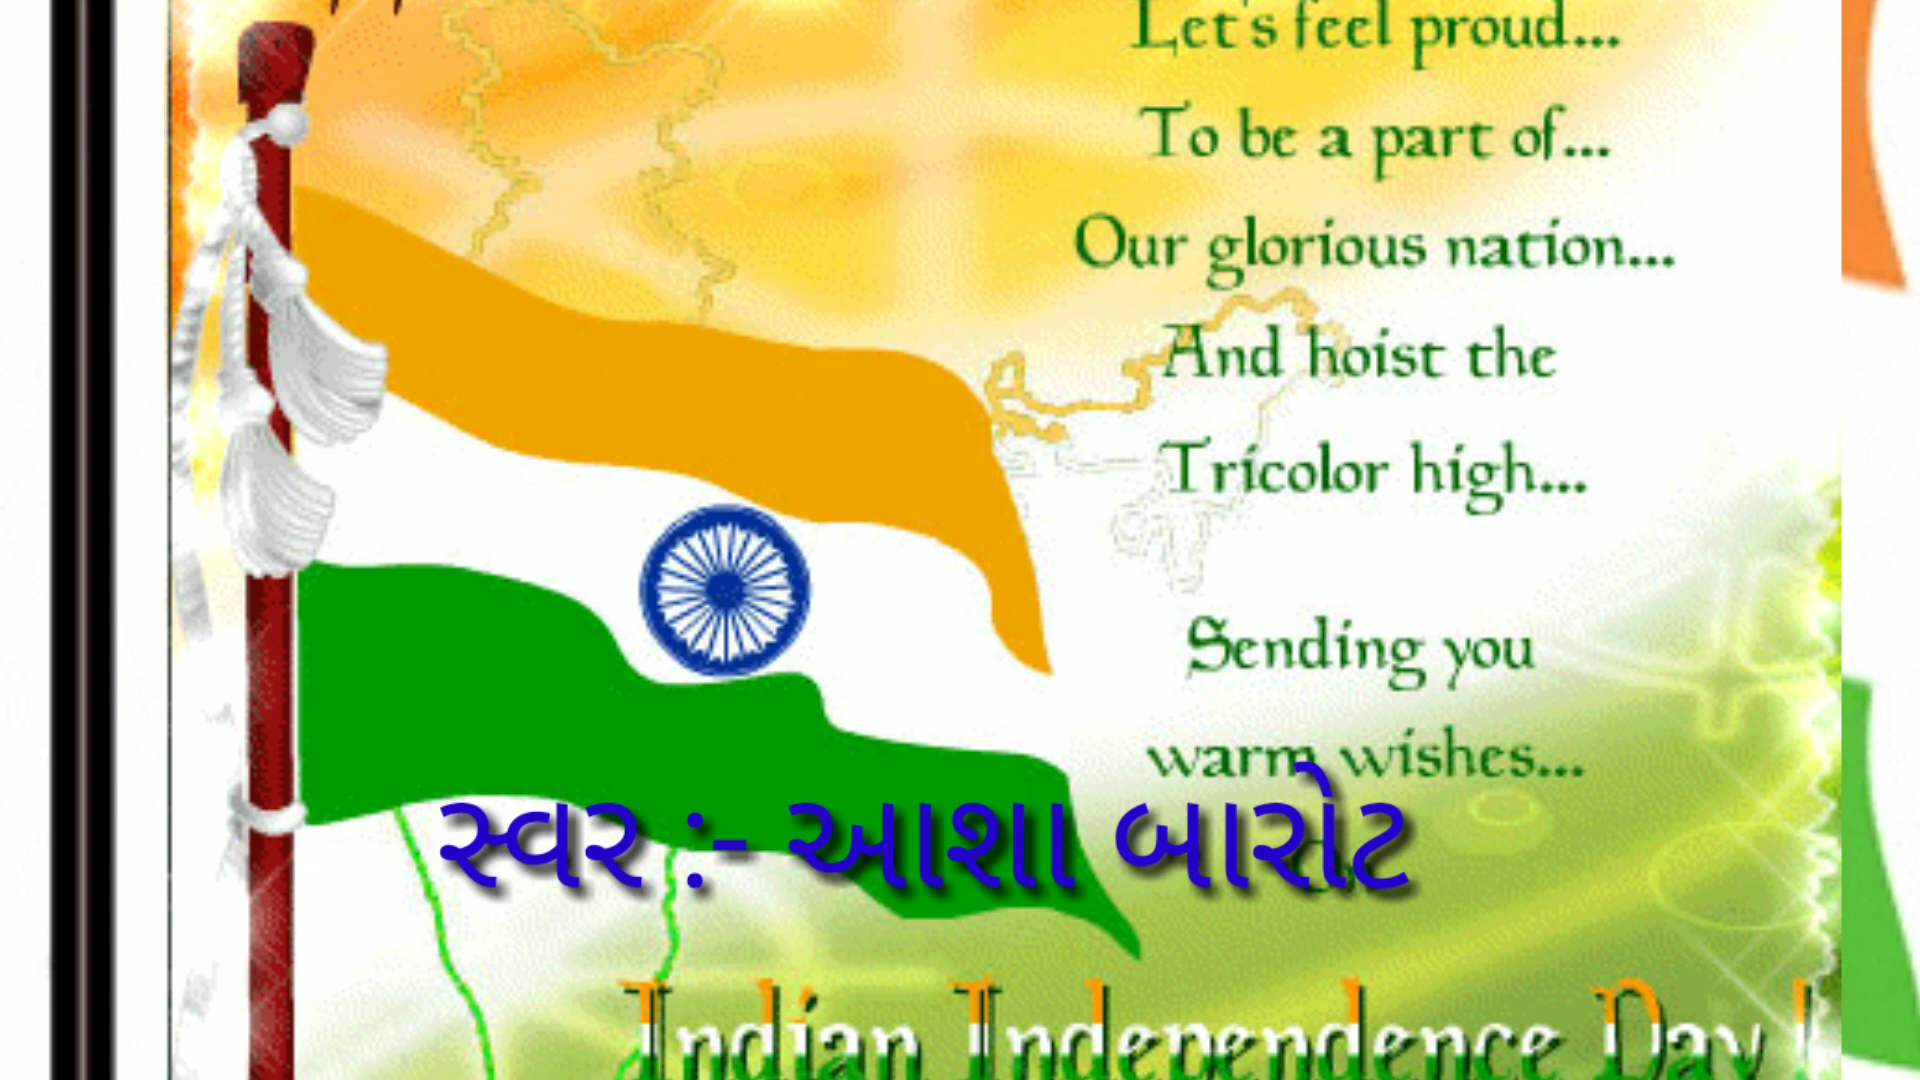 Let's feel proud...
To be a part of...
Our glorious nation...
And hoist the
Tricolor high...
Sending you
warm wishes...
સ્વર :- આશા બારોટ
Indian Independence Day !